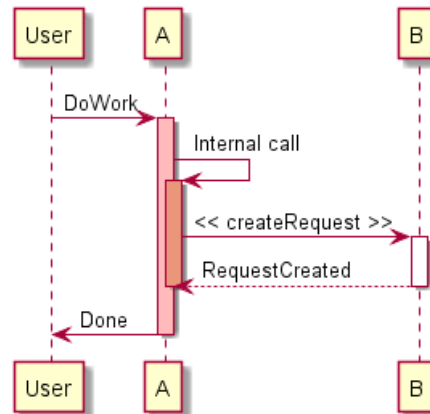 User A B
DoWork
Internal call
<< createRequest >>
RequestCreated
Done
User A B